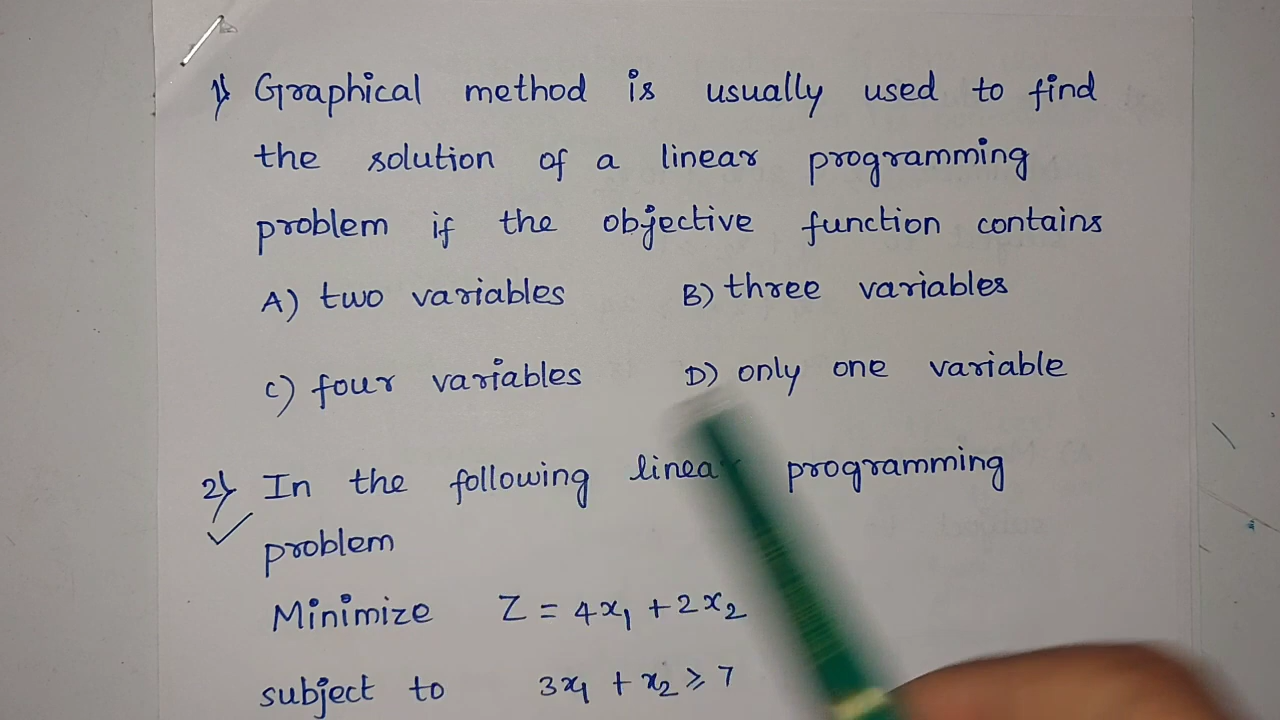 1) Graphical method is usually used to find
the solution of a linear programming
problem if the objective function contains
A) two variables B) three variables
C) four variables D) only one variable
2) In the following linear programming
problem
Minimize Z = 4x₁ + 2x₂
subject to 3x₁ + x₂ ≥ 7